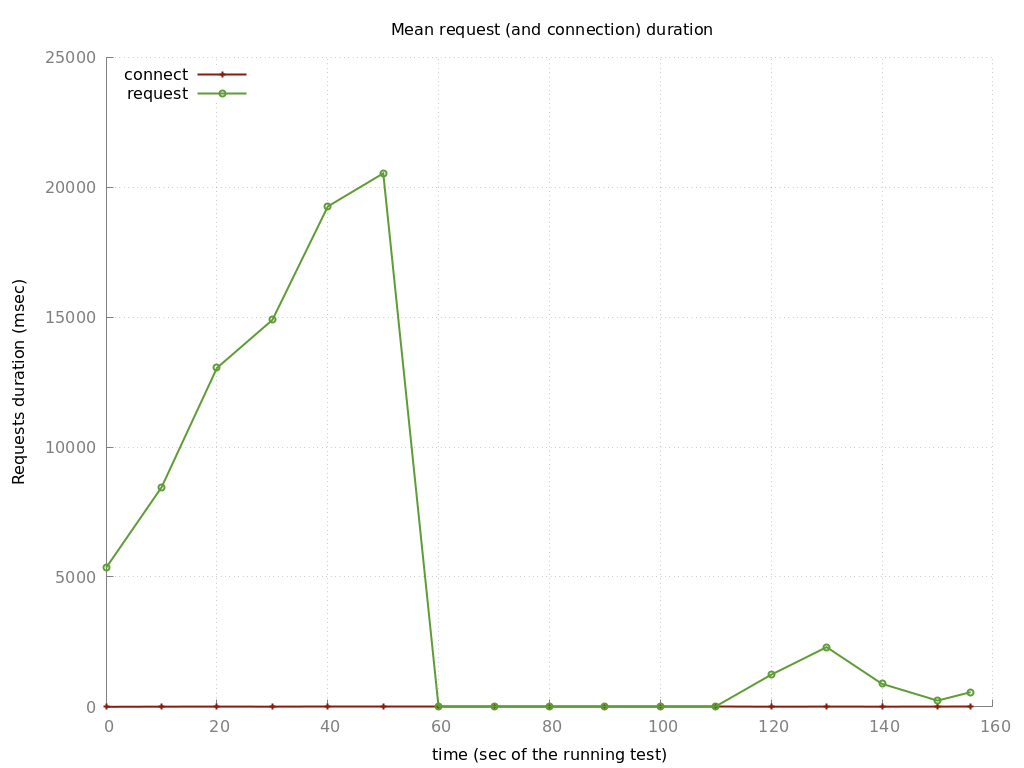 Mean request (and connection) duration
25000
20000
15000
10000
5000
0
connect
request
Requests duration (msec)
0 20 40 60 80 100 120 140 160
time (sec of the running test)